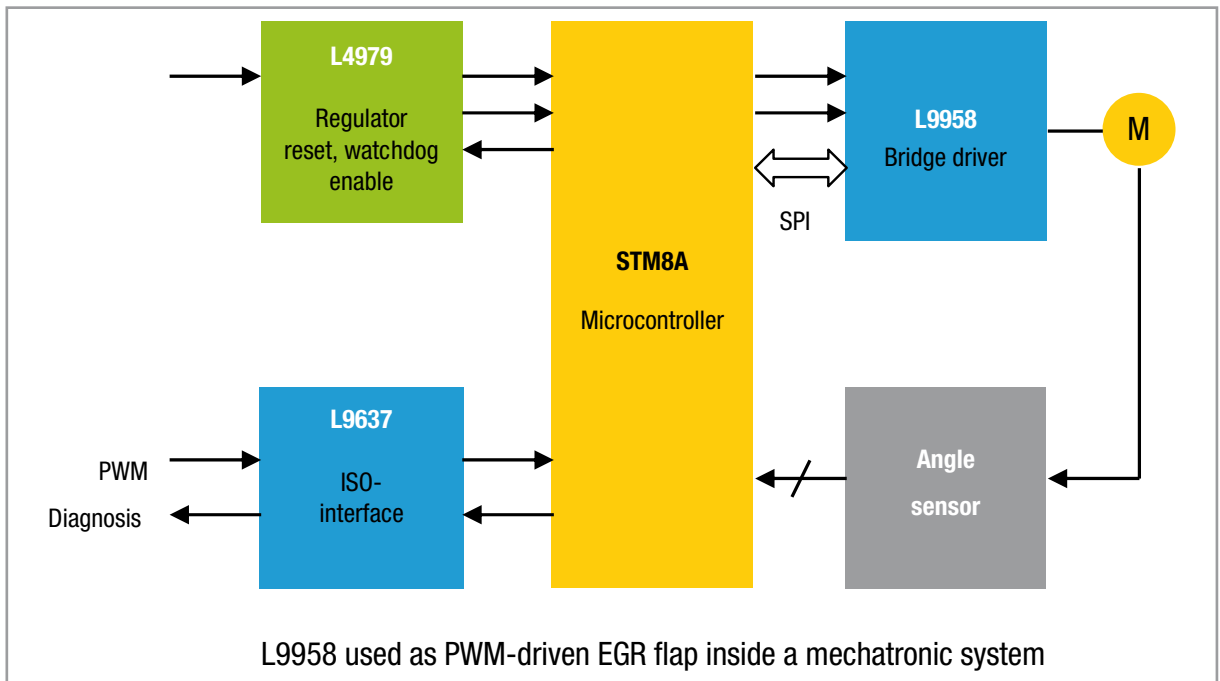 L4979
Regulator
reset, watchdog
enable
STM8A
Microcontroller
L9958
Bridge driver
M
SPI
L9637
ISO-
interface
PWM
Diagnosis
Angle
sensor
L9958 used as PWM-driven EGR flap inside a mechatronic system